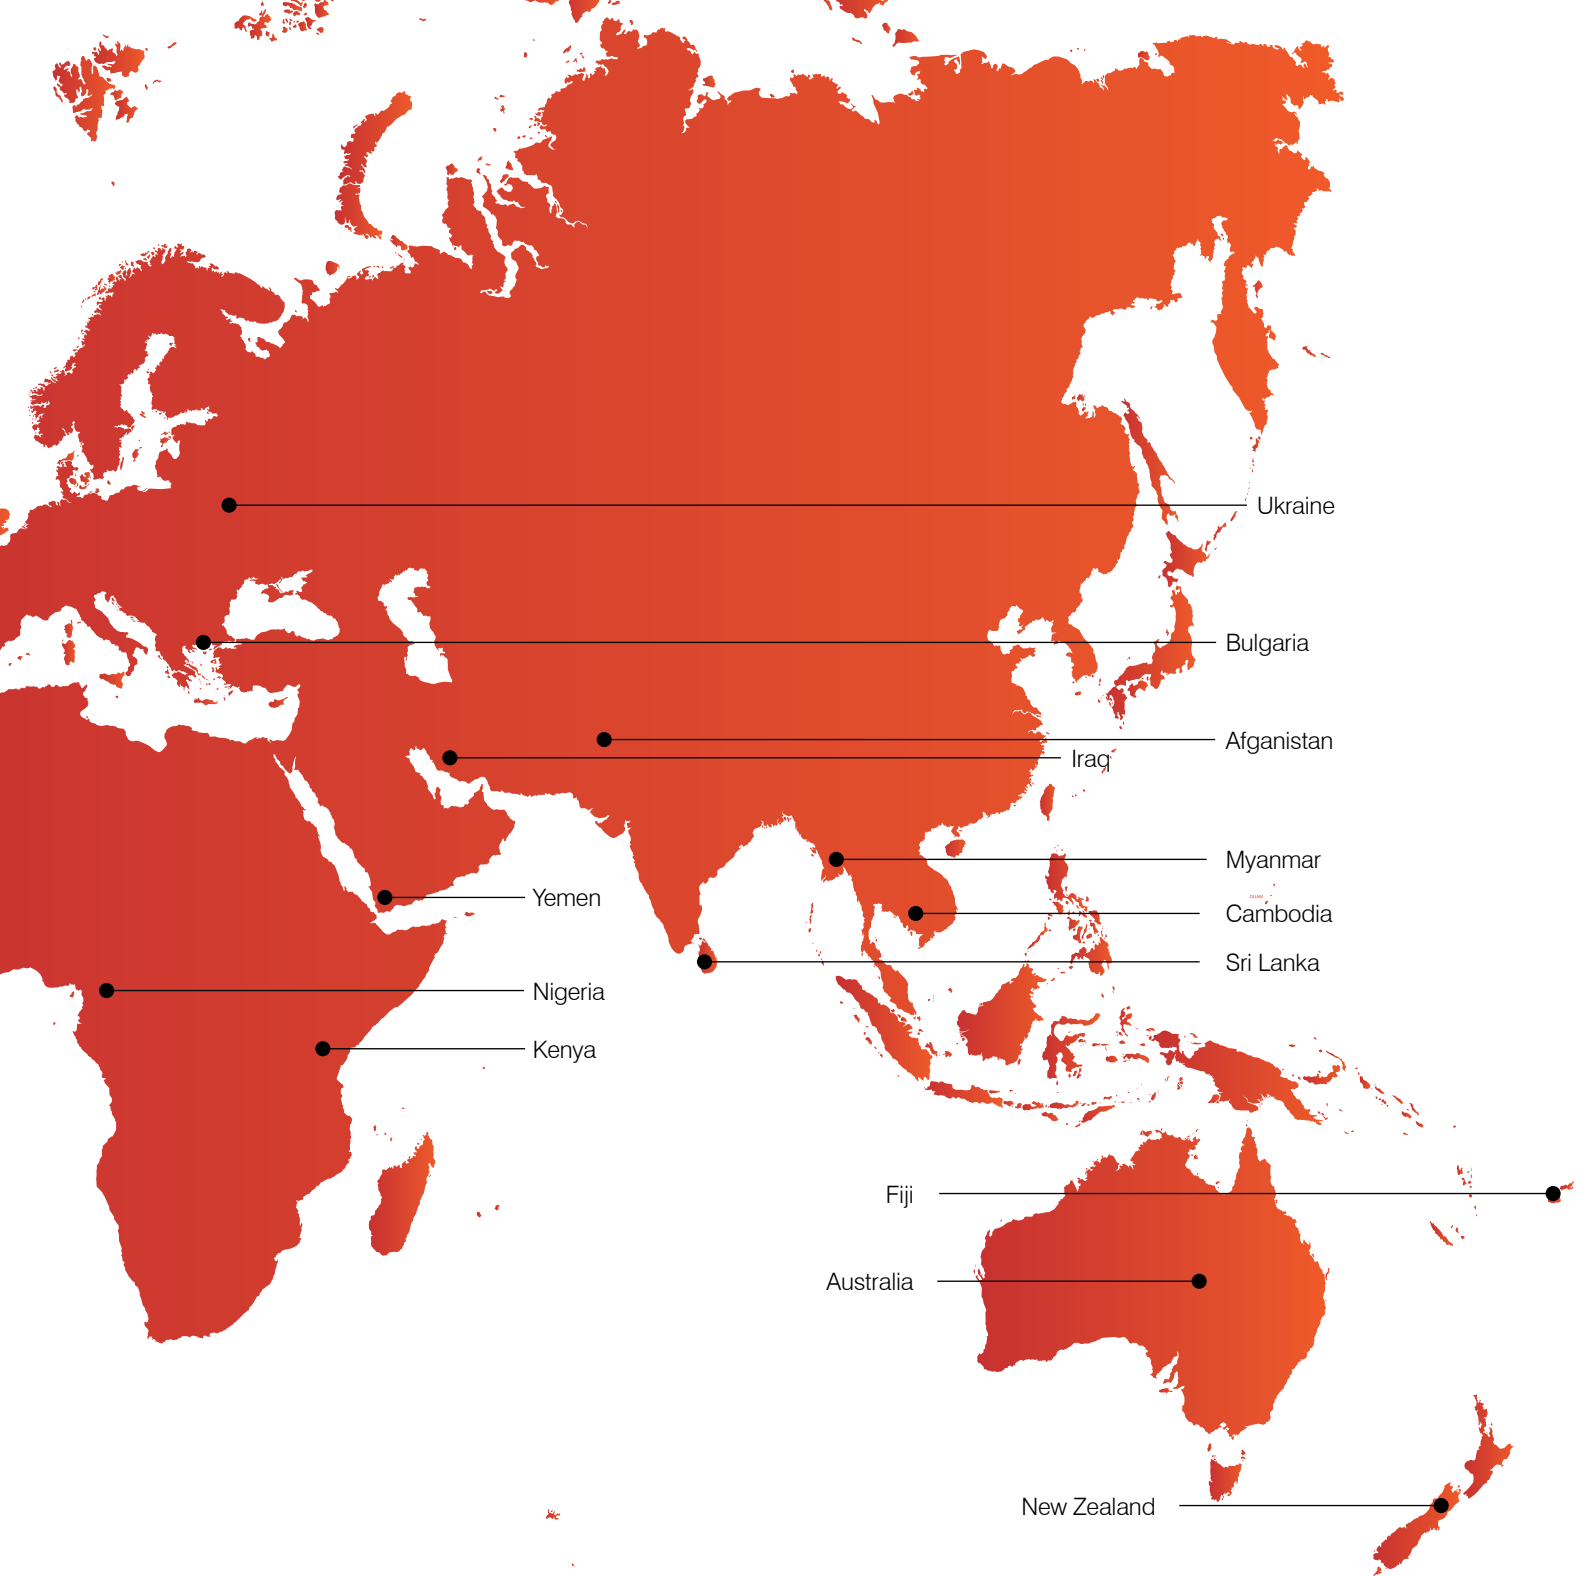 Ukraine
Bulgaria
Afganistan
Iraq
Myanmar
Yemen
Cambodia
Sri Lanka
Nigeria
Kenya
Fiji
Australia
New Zealand